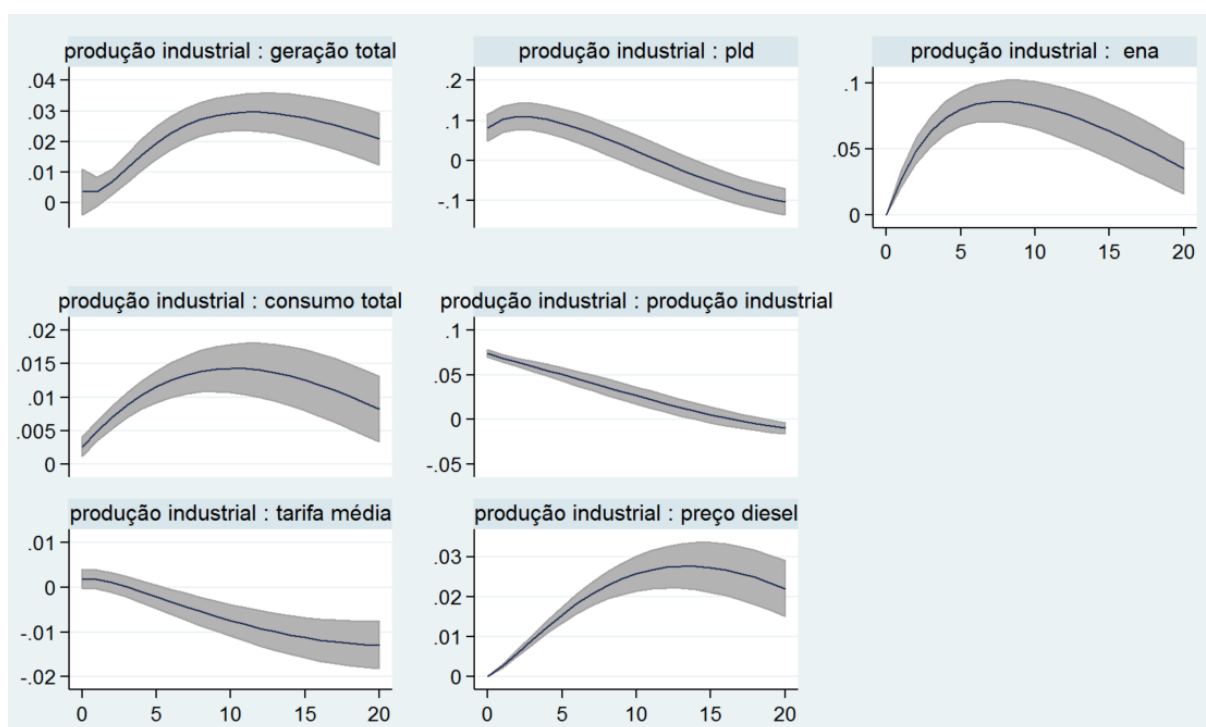 produção industrial : geração total
.04
.03
.02
.01
0
produção industrial : pld
.2
.1
0
-.1
produção industrial : ena
.1
.05
0
0 5 10 15 20
produção industrial : consumo total
.02
.015
.01
.005
0
produção industrial : produção industrial
.1
.05
0
-.05
produção industrial : tarifa média
.01
0
-.01
-.02
0 5 10 15 20
produção industrial : preço diesel
.03
.02
.01
0
0 5 10 15 20